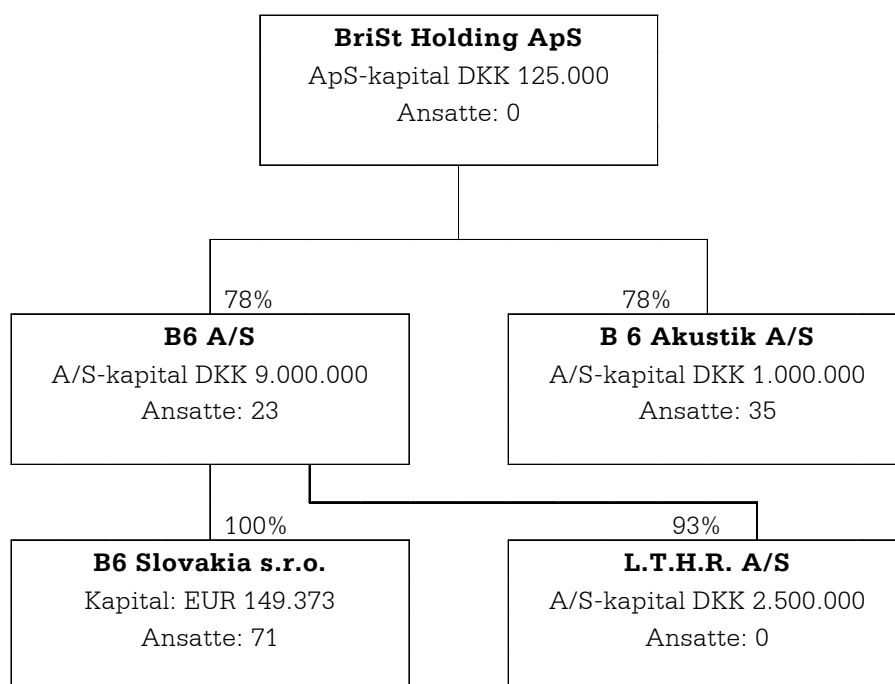 BriSt Holding ApS
ApS-kapital DKK 125.000
Ansatte: 0
78%
B6 A/S
A/S-kapital DKK 9.000.000
Ansatte: 23
78%
B 6 Akustik A/S
A/S-kapital DKK 1.000.000
Ansatte: 35
100%
B6 Slovakia s.r.o.
Kapital: EUR 149.373
Ansatte: 71
93%
L.T.H.R. A/S
A/S-kapital DKK 2.500.000
Ansatte: 0